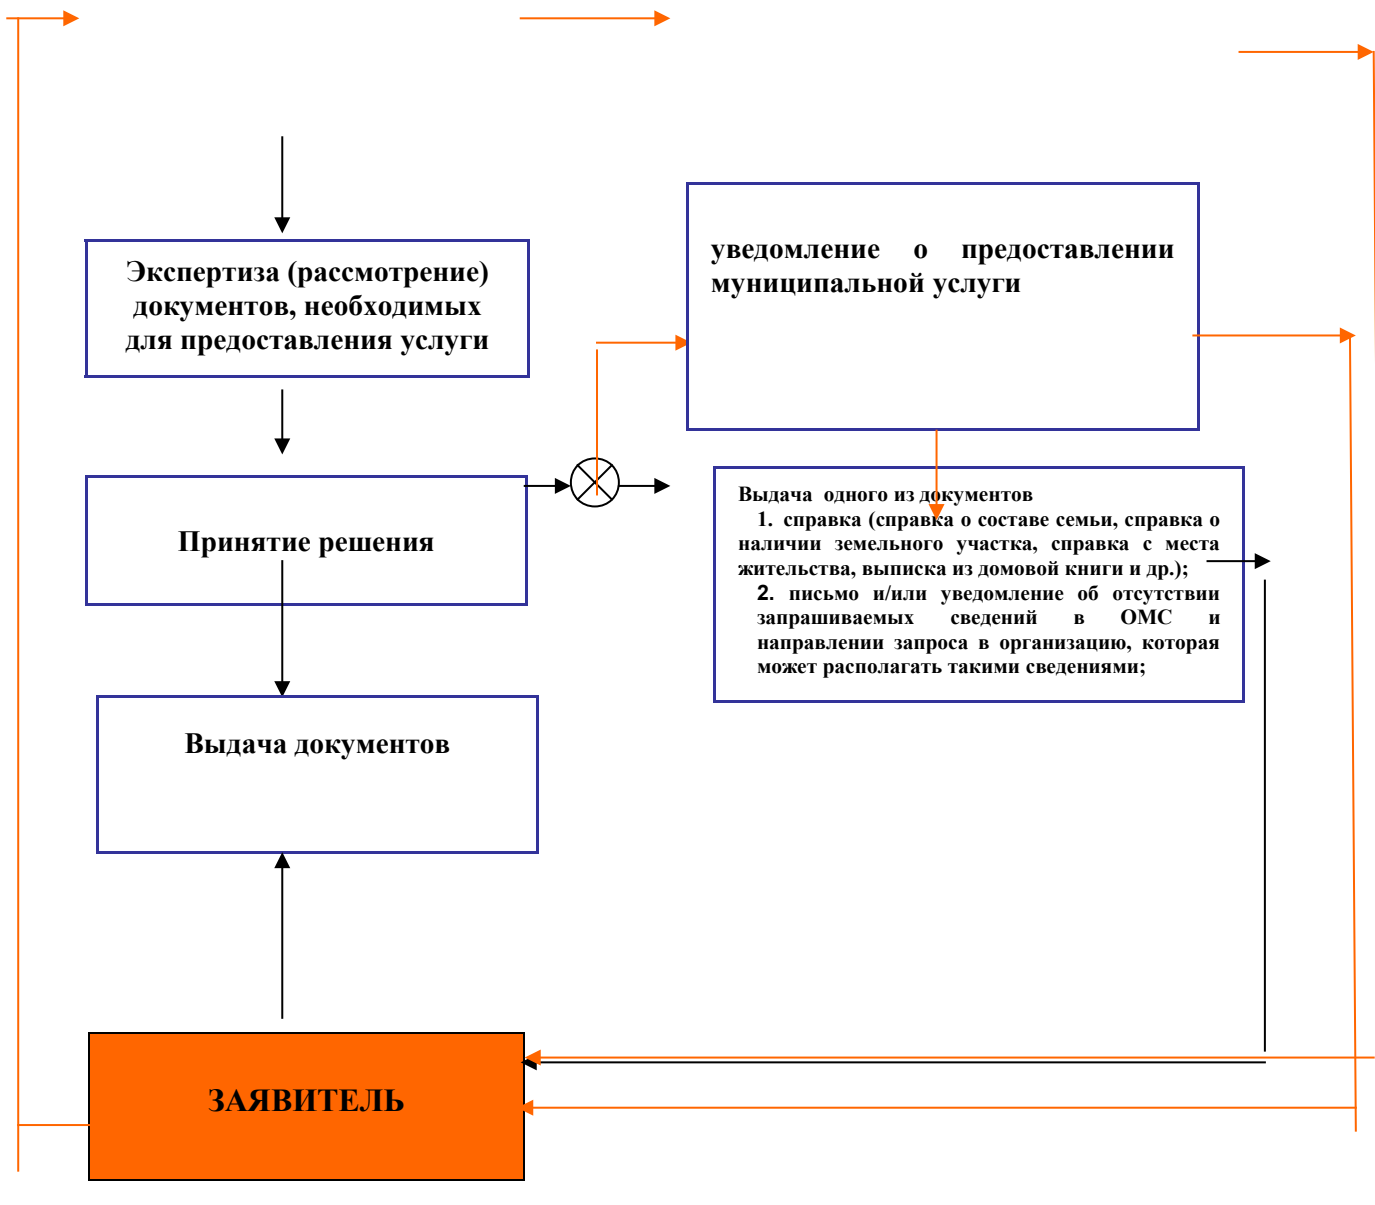 Экспертиза (рассмотрение)
документов, необходимых
для предоставления услуги
уведомление о предоставлении
муниципальной услуги
Принятие решения
Выдача одного из документов
1. справка (справка о составе семьи, справка о
наличии земельного участка, справка с места
жительства, выписка из домовой книги и др.);
2. письмо и/или уведомление об отсутствии
запрашиваемых сведений в ОМС и
направлении запроса в организацию, которая
может располагать такими сведениями;
Выдача документов
ЗАЯВИТЕЛЬ